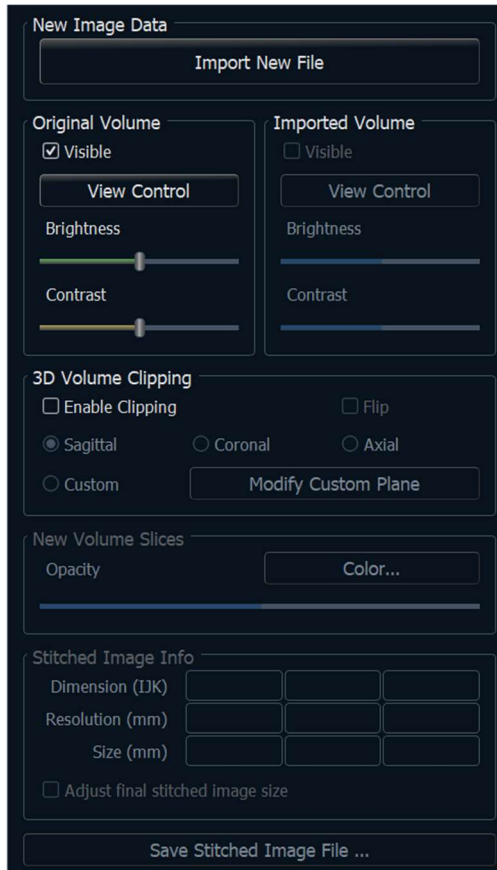 New Image Data
Import New File
Original Volume
Visible
View Control
Brightness
Contrast
Imported Volume
Visible
View Control
Brightness
Contrast
3D Volume Clipping
Enable Clipping
Flip
Sagittal
Coronal
Axial
Custom
Modify Custom Plane
New Volume Slices
Opacity
Color...
Stitched Image Info
Dimension (IJK)
Resolution (mm)
Size (mm)
Adjust final stitched image size
Save Stitched Image File ...